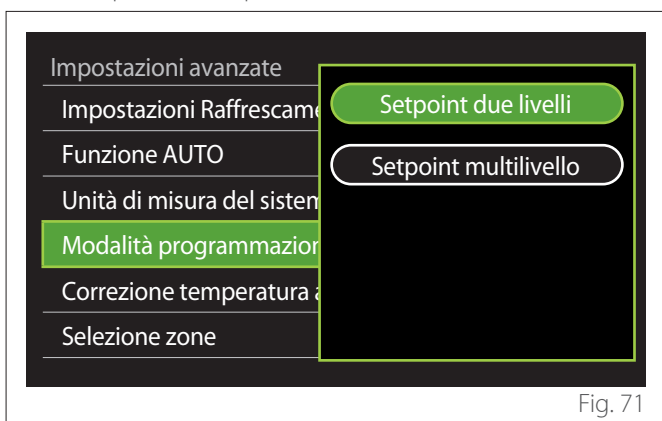 Impostazioni avanzate
Impostazioni Raffrescame
Funzione AUTO
Unità di misura del sistem
Modalità programmazion
Correzione temperatura a
Selezione zone
Setpoint due livelli
Setpoint multilivello
Fig. 71